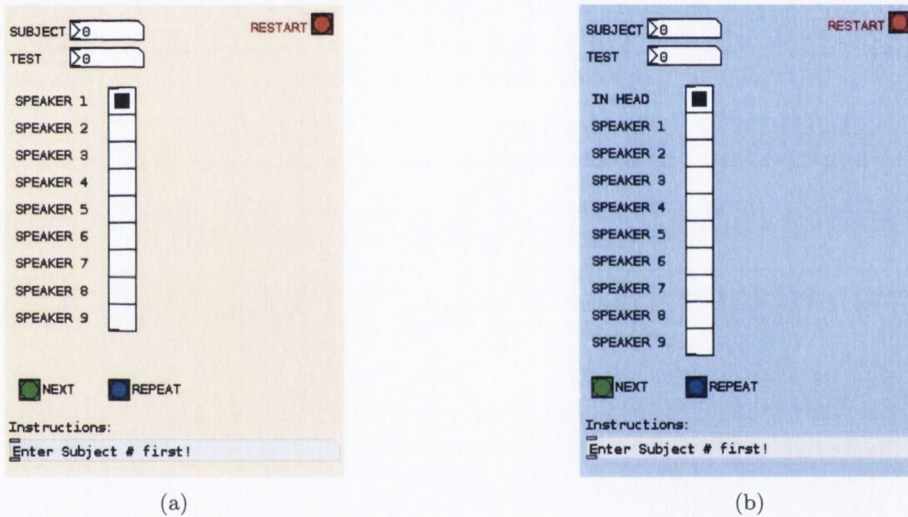 SUBJECT 0 RESTART
TEST 0
SPEAKER 1
SPEAKER 2
SPEAKER 3
SPEAKER 4
SPEAKER 5
SPEAKER 6
SPEAKER 7
SPEAKER 8
SPEAKER 9
NEXT REPEAT
Instructions:
Enter Subject # first!
(a)
SUBJECT 0 RESTART
TEST 0
IN HEAD
SPEAKER 1
SPEAKER 2
SPEAKER 3
SPEAKER 4
SPEAKER 5
SPEAKER 6
SPEAKER 7
SPEAKER 8
SPEAKER 9
NEXT REPEAT
Instructions:
Enter Subject # first!
(b)